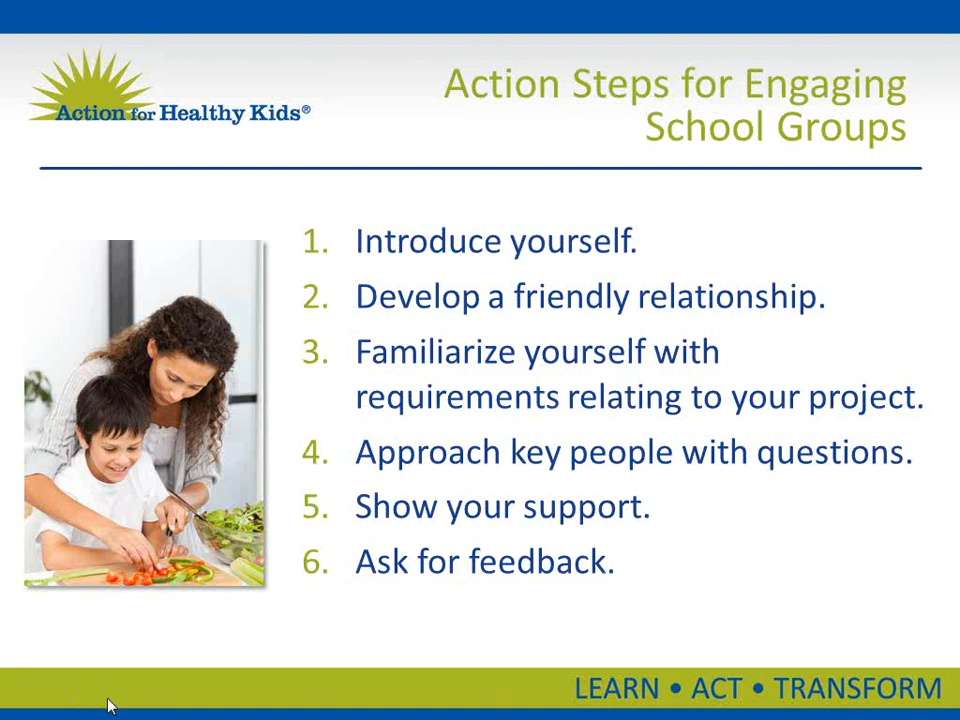 Action for Healthy Kids®
Action Steps for Engaging
School Groups
1. Introduce yourself.
2. Develop a friendly relationship.
3. Familiarize yourself with
requirements relating to your project.
4. Approach key people with questions.
5. Show your support.
6. Ask for feedback.
LEARN • ACT • TRANSFORM